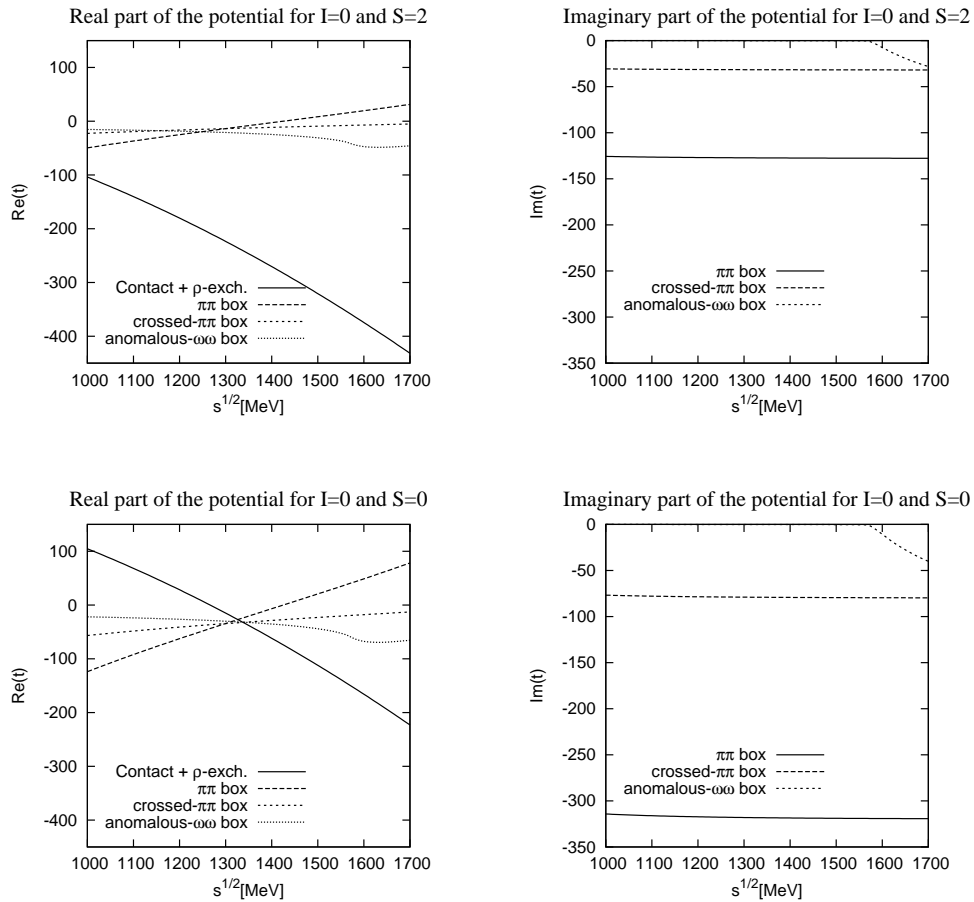 Real part of the potential for I=0 and S=2
100
0
-100
-200
-300
-400
Re(t)
Contact + ρ-exch.
ππ box
crossed-ππ box
anomalous-ωω box
1000 1100 1200 1300 1400 1500 1600 1700
s^1/2[MeV]
Imaginary part of the potential for I=0 and S=2
0
-50
-100
-150
-200
-250
-300
-350
Im(t)
ππ box
crossed-ππ box
anomalous-ωω box
1000 1100 1200 1300 1400 1500 1600 1700
s^1/2[MeV]
Real part of the potential for I=0 and S=0
100
0
-100
-200
-300
-400
Re(t)
Contact + ρ-exch.
ππ box
crossed-ππ box
anomalous-ωω box
1000 1100 1200 1300 1400 1500 1600 1700
s^1/2[MeV]
Imaginary part of the potential for I=0 and S=0
0
-50
-100
-150
-200
-250
-300
-350
Im(t)
ππ box
crossed-ππ box
anomalous-ωω box
1000 1100 1200 1300 1400 1500 1600 1700
s^1/2[MeV]